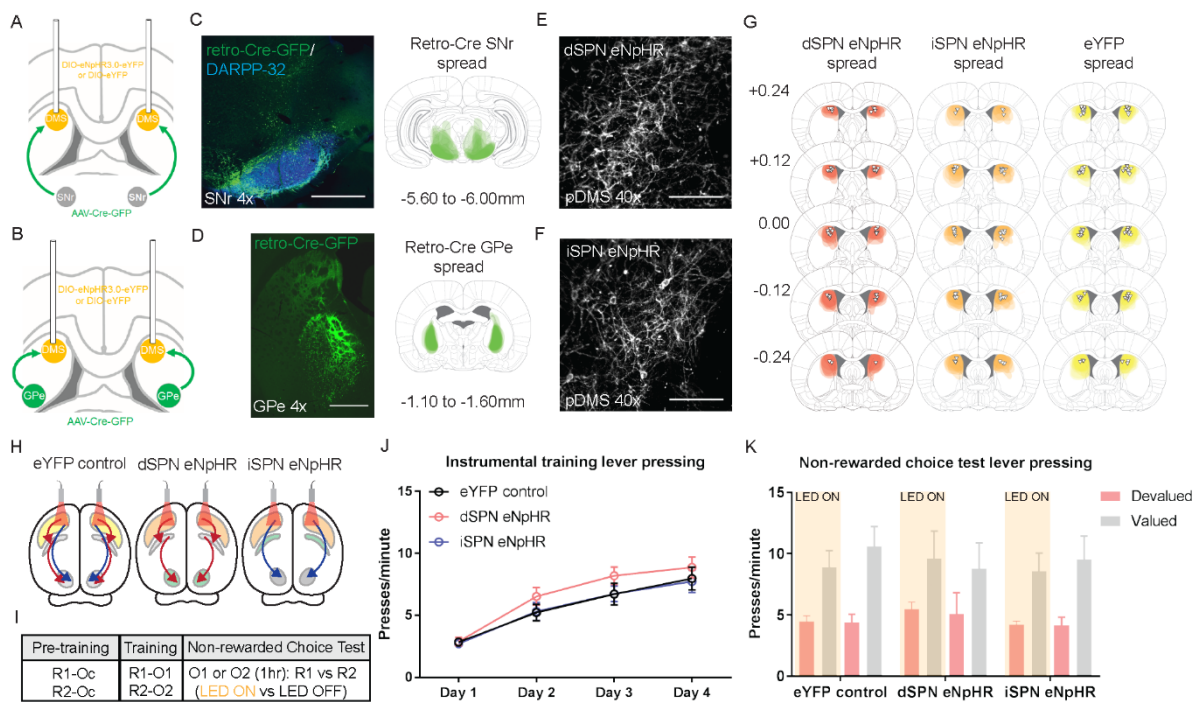 A
DIO-eNpHR3.0-eYFP
or DIO-eYFP
DMS
DMS
SNr
SNr
AAV-Cre-GFP
B
DIO-eNpHR3.0-eYFP
or DIO-eYFP
DMS
DMS
GPe
GPe
AAV-Cre-GFP
C
retro-Cre-GFP/
DARPP-32
SNr 4x
Retro-Cre SNr
spread
-5.60 to -6.00mm
D
retro-Cre-GFP
GPe 4x
Retro-Cre GPe
spread
-1.10 to -1.60mm
E
dSPN eNpHR
pDMS 40x
F
iSPN eNpHR
pDMS 40x
G
dSPN eNpHR
spread
iSPN eNpHR
spread
eYFP
spread
+0.24
+0.12
0.00
-0.12
-0.24
H
eYFP control
dSPN eNpHR
iSPN eNpHR
I
Pre-training Training Non-rewarded Choice Test
R1-Oc R1-O1 O1 or O2 (1hr): R1 vs R2
R2-Oc R2-O2 (LED ON vs LED OFF)
J
Instrumental training lever pressing
Presses/minute
15
10
5
0
eYFP control
dSPN eNpHR
iSPN eNpHR
Day 1 Day 2 Day 3 Day 4
K
Non-rewarded choice test lever pressing
Presses/minute
15
10
5
0
LED ON LED ON LED ON
Devalued
Valued
eYFP control dSPN eNpHR iSPN eNpHR